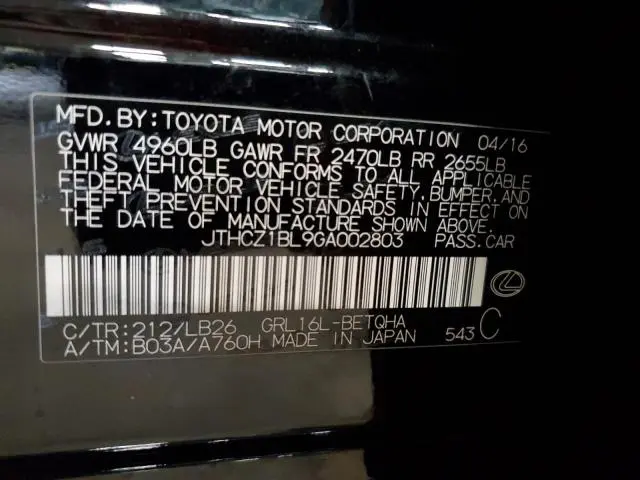 MFD. BY: TOYOTA MOTOR CORPORATION 04/16
GVWR 4960LB GAWR FR 2470LB RR 2655LB
THIS VEHICLE CONFORMS TO ALL APPLICABLE
FEDERAL MOTOR VEHICLE SAFETY, BUMPER, AND
THEFT PREVENTION STANDARDS IN EFFECT ON
THE DATE OF MANUFACTURE SHOWN ABOVE.
JTHCZ1BL9GA002803 PASS. CAR
C/TR: 212/LB26 GRL16L-BETQHA
A/TM: B03A/A760H MADE IN JAPAN 543 C